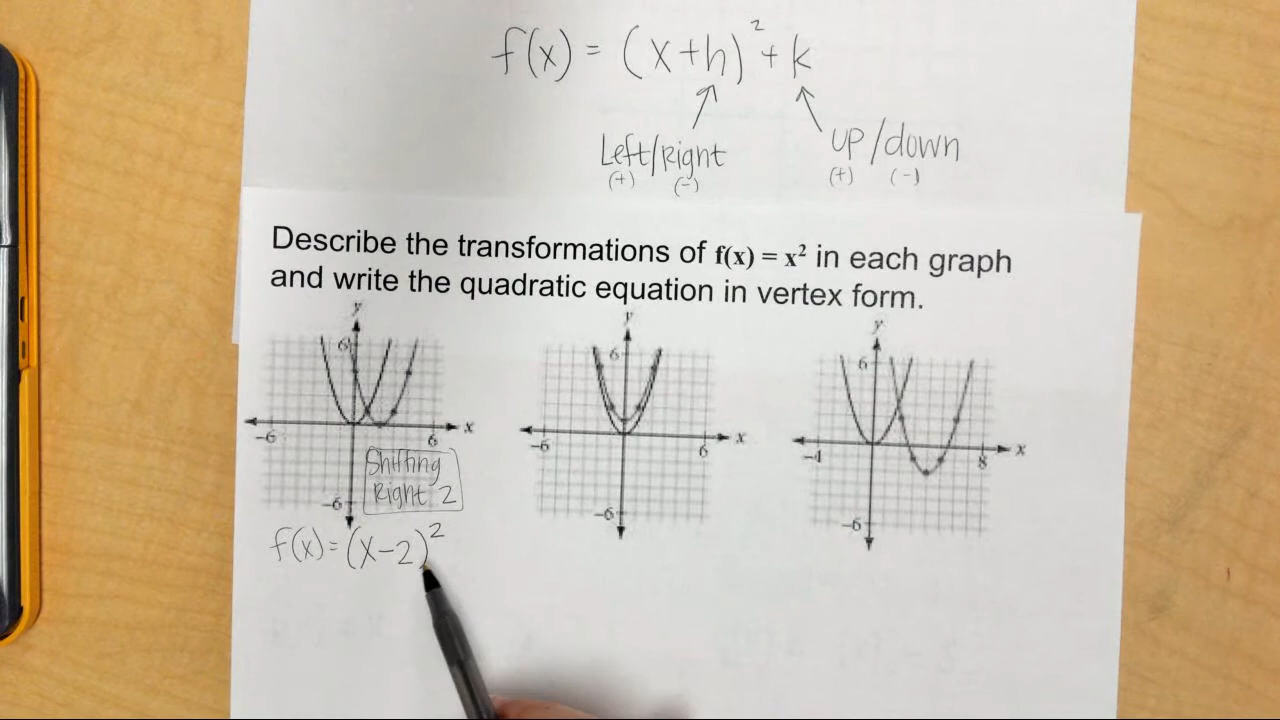 f(x) = (x+h)² + k
Left/Right
up/down
(+) (-)
(+) (-)
Describe the transformations of f(x) = x² in each graph
and write the quadratic equation in vertex form.
y
6
-6
6
x
-6
Shifting
Right 2
f(x) = (x-2)²
y
6
-6
6
x
-6
y
6
-4
8
x
-6